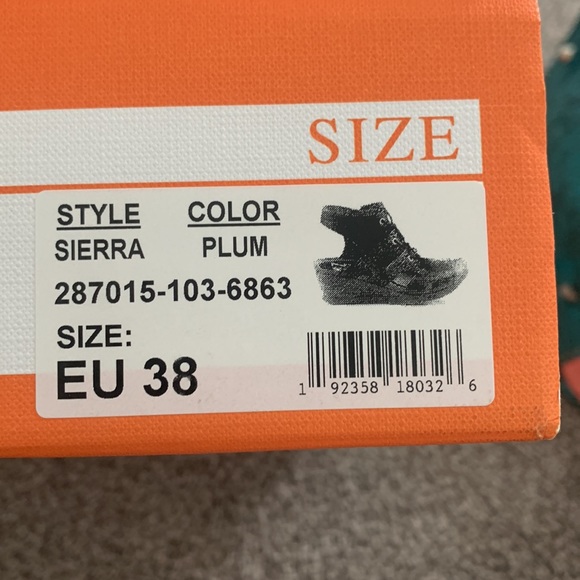 SIZE
STYLE COLOR
SIERRA PLUM
287015-103-6863
SIZE:
EU 38
1 92358 18032 6